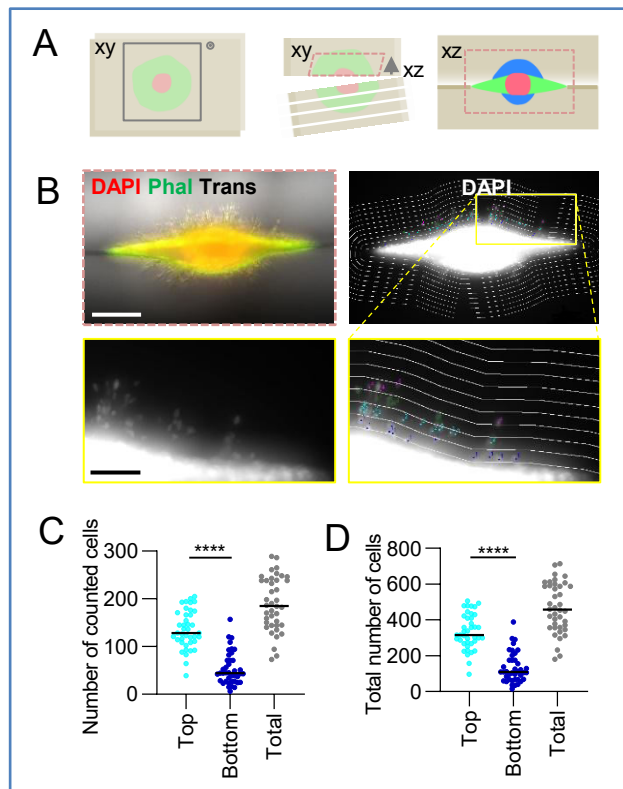 A
xy
xy
xz
xz
B
DAPI Phal Trans
DAPI
C
Number of counted cells
300
200
100
0
****
Top
Bottom
Total
D
Total number of cells
800
600
400
200
0
****
Top
Bottom
Total